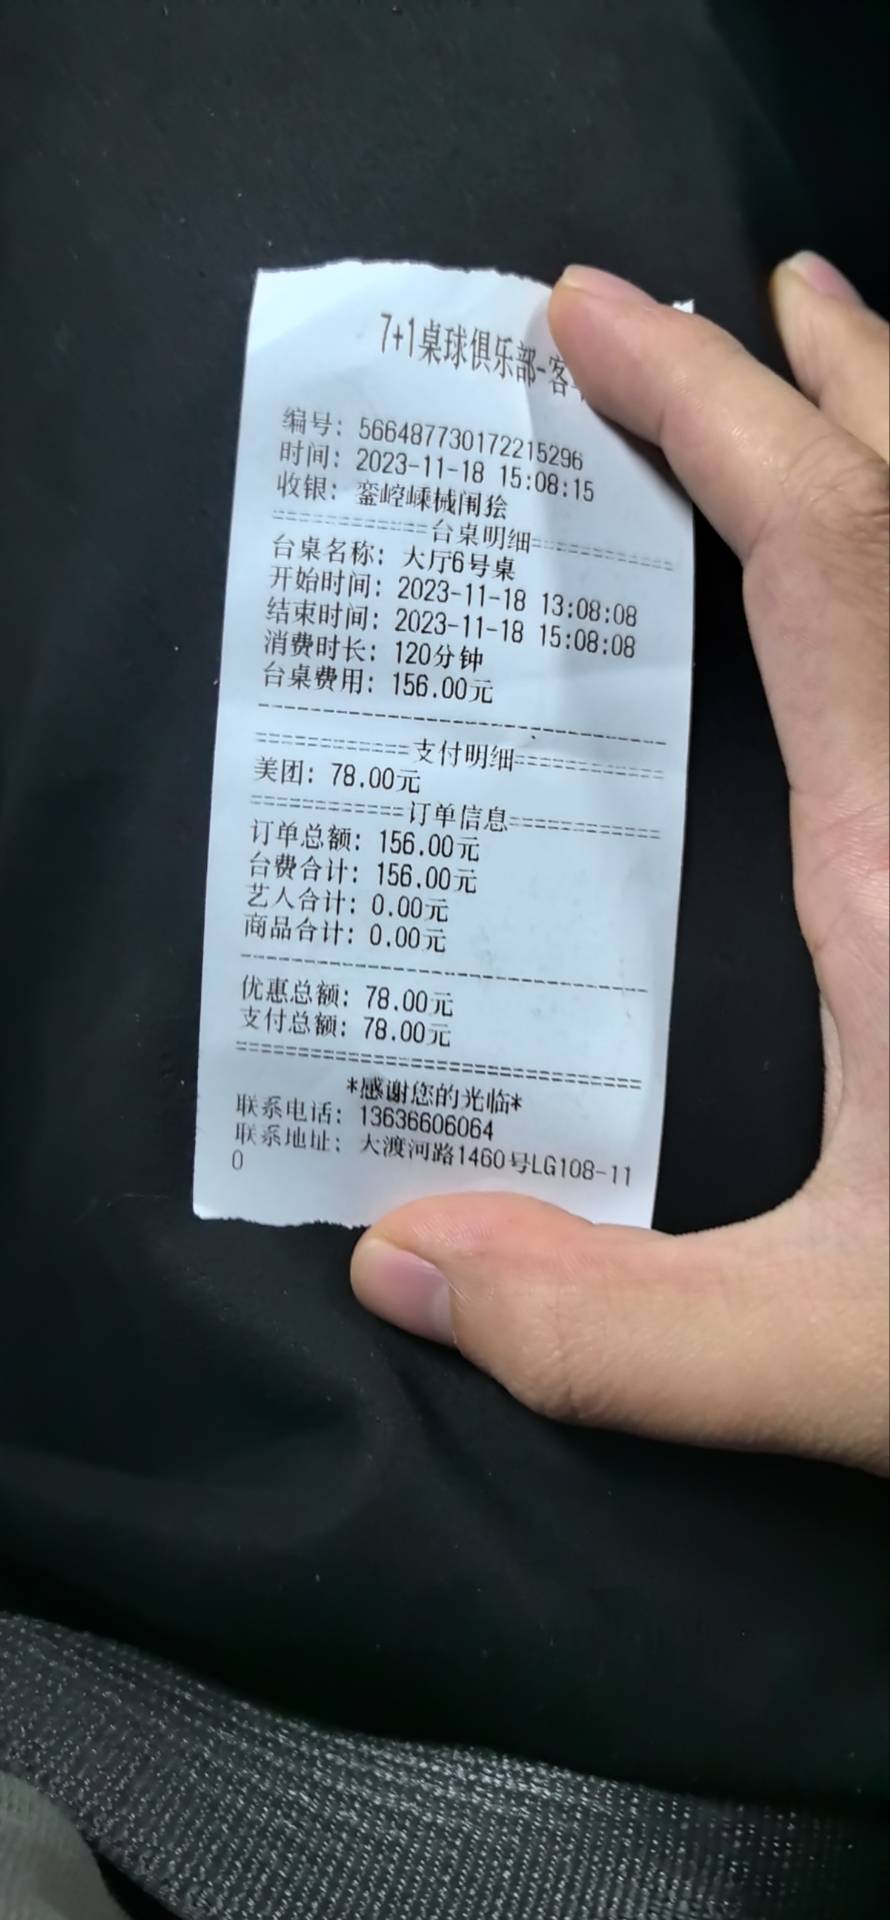 7+1桌球俱乐部-客
编号: 566487730172215296
时间: 2023-11-18 15:08:15
收银: 銮崆嵊械闹狯
============台桌明细============
台桌名称: 大厅6号桌
开始时间: 2023-11-18 13:08:08
结束时间: 2023-11-18 15:08:08
消费时长: 120分钟
台桌费用: 156.00元
--------------------------------
============支付明细============
美团: 78.00元
============订单信息============
订单总额: 156.00元
台费合计: 156.00元
艺人合计: 0.00元
商品合计: 0.00元
--------------------------------
优惠总额: 78.00元
支付总额: 78.00元
================================
*感谢您的光临*
联系电话: 13636606064
联系地址: 大渡河路1460号LG108-11
0